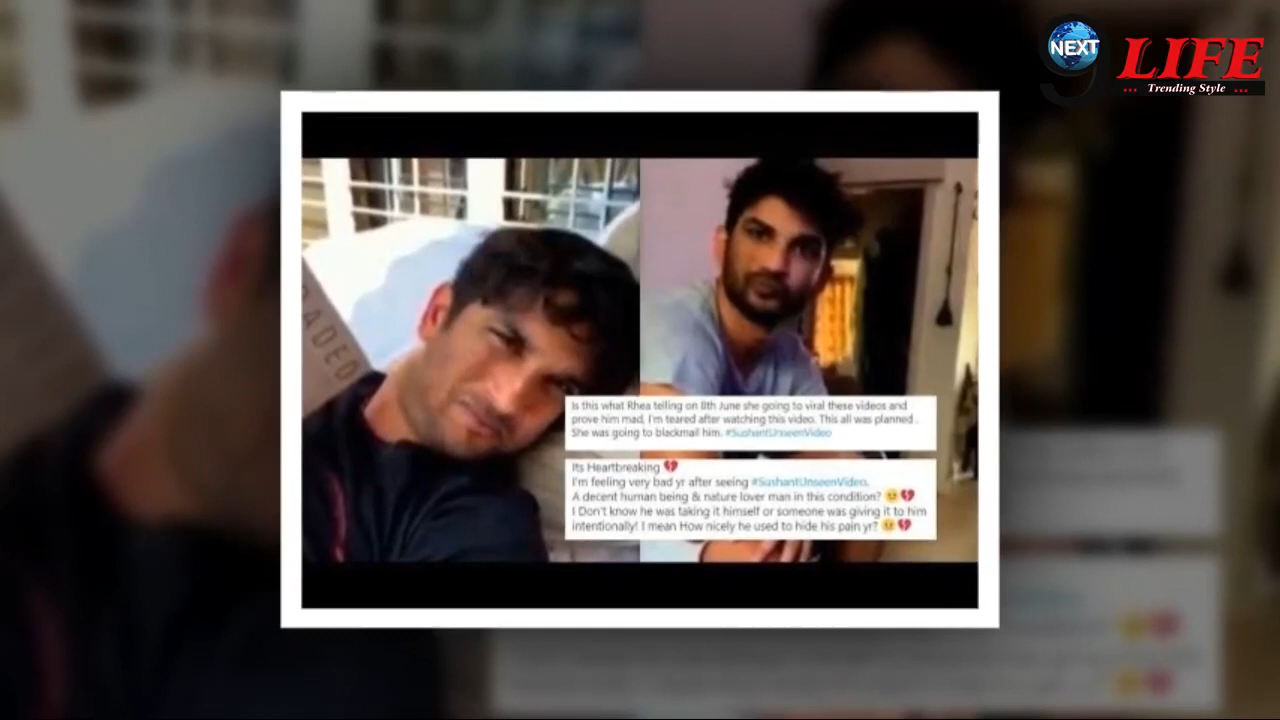 NEXT
9
LIFE
... Trending Style ...
ADED
Is this what Rhea telling on 8th June she going to viral these videos and
prove him mad, I'm teared after watching this video. This all was planned .
She was going to blackmail him. #SushantUnseenVideo
Its Heartbreaking 💔
I'm feeling very bad yr after seeing #SushantUnseenVideo.
A decent human being & nature lover man in this condition? 😢💔
I Don't know he was taking it himself or someone was giving it to him
intentionally! I mean How nicely he used to hide his pain yr? 😢💔